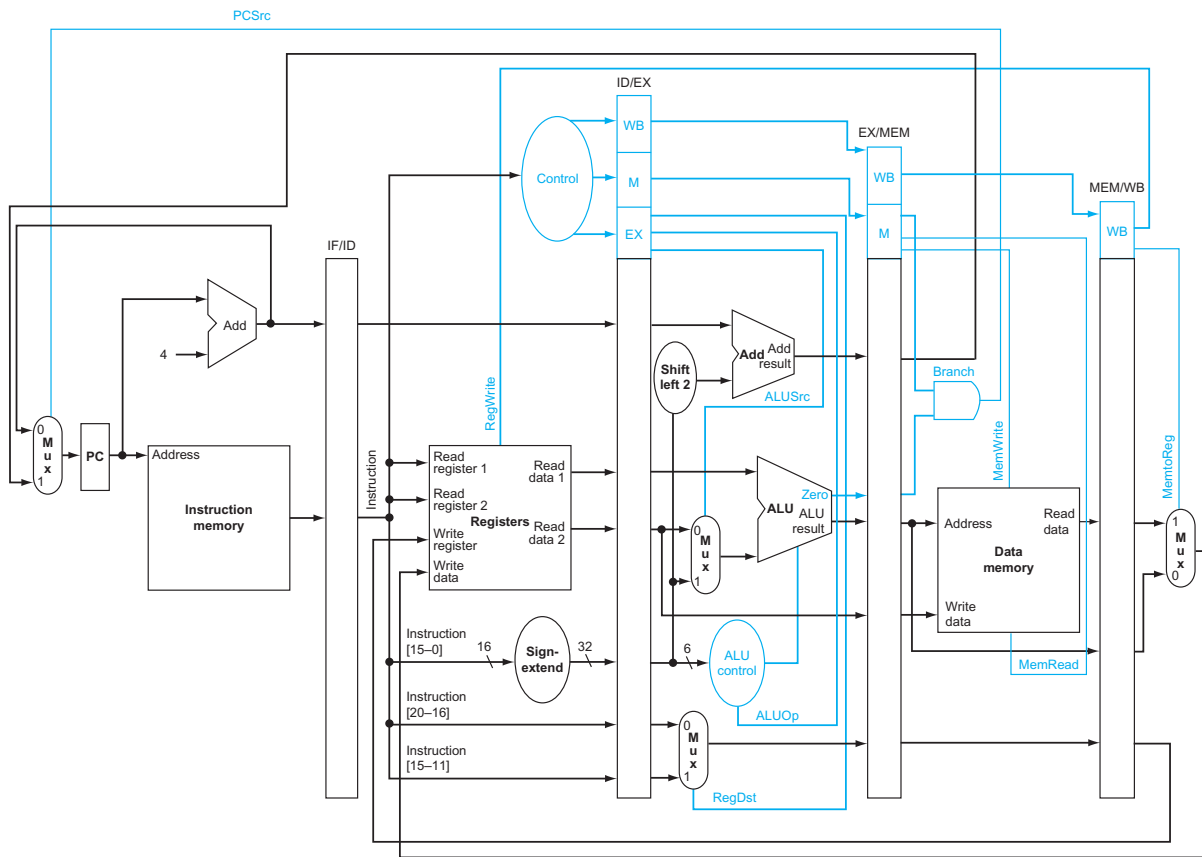 PCSrc
ID/EX
WB
EX/MEM
Control
M
WB
MEM/WB
EX
M
WB
IF/ID
Add
4
Add
Add
result
Shift
left 2
Branch
ALUSrc
RegWrite
MemWrite
MemtoReg
0
M
u
x
1
PC
Address
Instruction
memory
Instruction
Read
register 1
Read
data 1
Read
register 2
Registers
Write
register
Read
data 2
Write
data
0
M
u
x
1
Zero
ALU
ALU
result
Address
Read
data
Data
memory
Write
data
1
M
u
x
0
Instruction
[15–0]
16
Sign-
extend
32
6
ALU
control
MemRead
Instruction
[20–16]
ALUOp
0
M
u
x
1
Instruction
[15–11]
RegDst